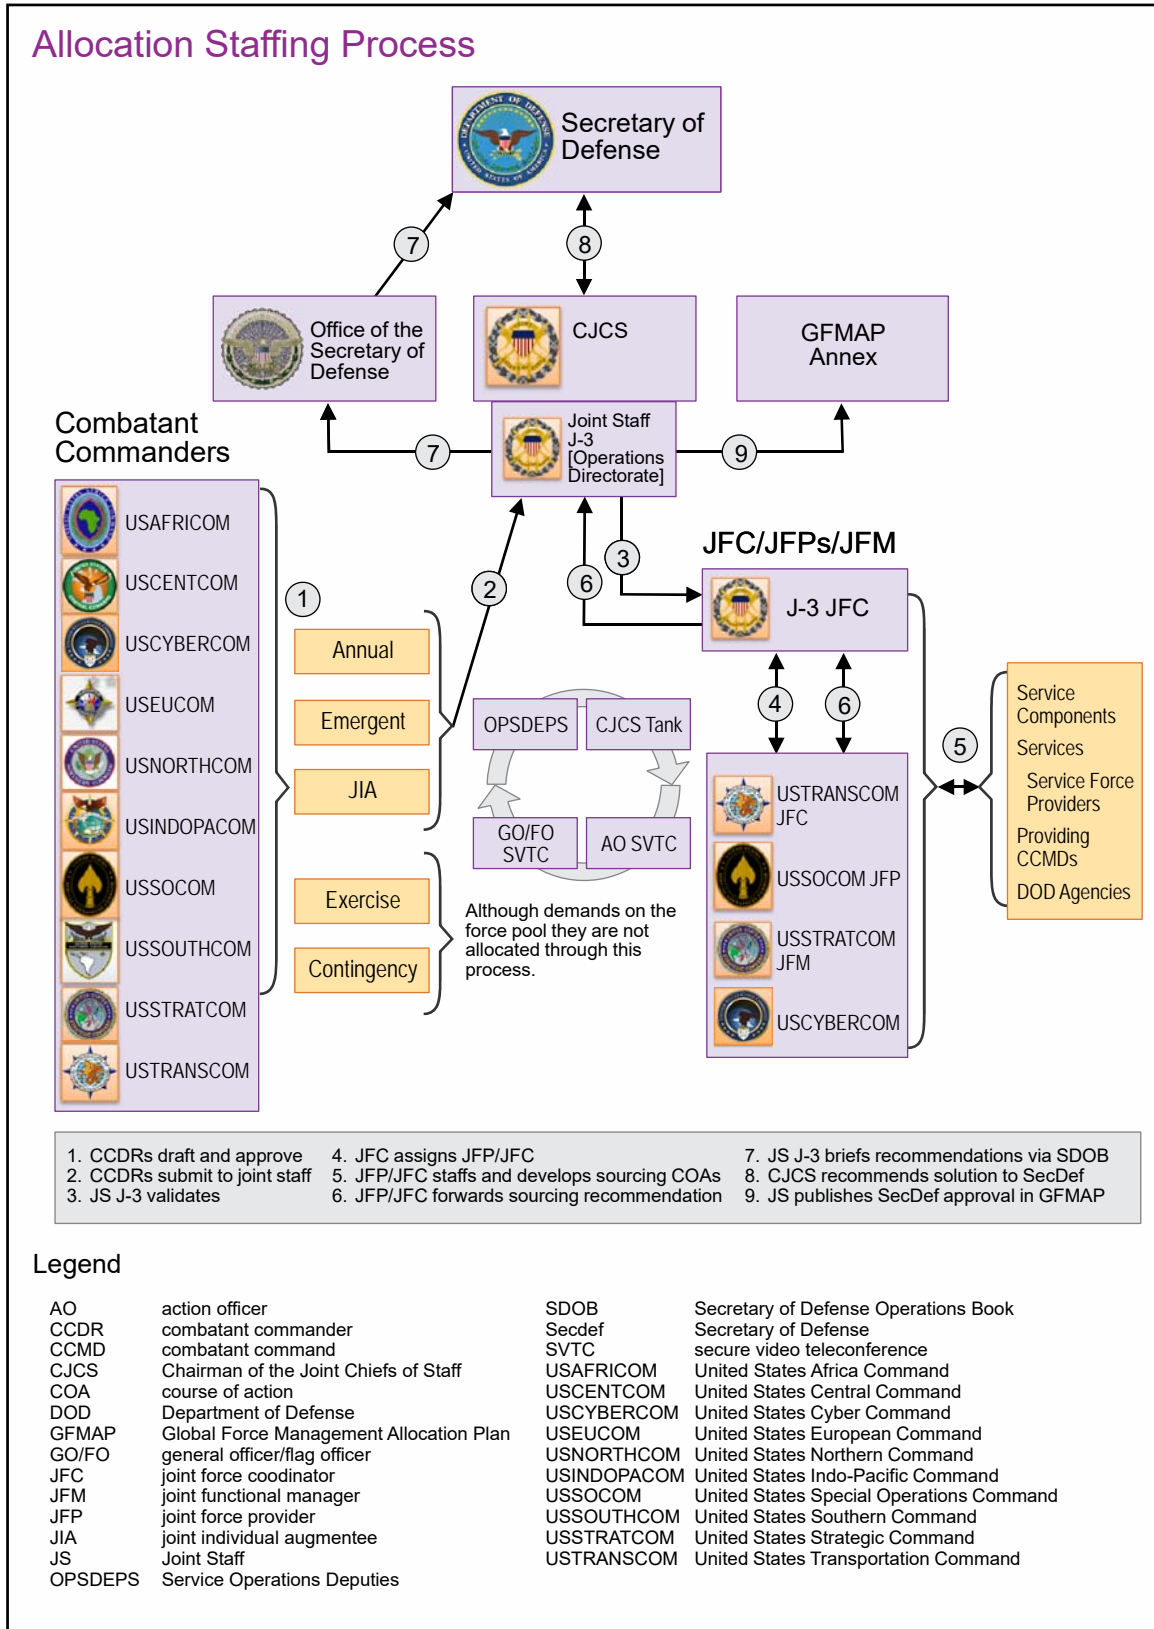 Allocation Staffing Process
DEPARTMENT OF DEFENSE
UNITED STATES OF AMERICA
Secretary of
Defense
7
8
Office of the
Secretary of
Defense
CJCS
GFMAP
Annex
Joint Staff
J-3
[Operations
Directorate]
7
9
Combatant
Commanders
USAFRICOM
USCENTCOM
USCYBERCOM
USEUCOM
USNORTHCOM
USINDOPACOM
USSOCOM
USSOUTHCOM
USSTRATCOM
USTRANSCOM
1
Annual
Emergent
JIA
Exercise
Contingency
2
6
3
OPSDEPS
CJCS Tank
GO/FO
SVTC
AO SVTC
Although demands on the
force pool they are not
allocated through this
process.
JFC/JFPs/JFM
J-3 JFC
4
6
USTRANSCOM
JFC
USSOCOM JFP
USSTRATCOM
JFM
USCYBERCOM
5
Service
Components
Services
Service Force
Providers
Providing
CCMDs
DOD Agencies
1. CCDRs draft and approve
2. CCDRs submit to joint staff
3. JS J-3 validates
4. JFC assigns JFP/JFC
5. JFP/JFC staffs and develops sourcing COAs
6. JFP/JFC forwards sourcing recommendation
7. JS J-3 briefs recommendations via SDOB
8. CJCS recommends solution to SecDef
9. JS publishes SecDef approval in GFMAP
Legend
AO action officer
CCDR combatant commander
CCMD combatant command
CJCS Chairman of the Joint Chiefs of Staff
COA course of action
DOD Department of Defense
GFMAP Global Force Management Allocation Plan
GO/FO general officer/flag officer
JFC joint force coodinator
JFM joint functional manager
JFP joint force provider
JIA joint individual augmentee
JS Joint Staff
OPSDEPS Service Operations Deputies
SDOB Secretary of Defense Operations Book
Secdef Secretary of Defense
SVTC secure video teleconference
USAFRICOM United States Africa Command
USCENTCOM United States Central Command
USCYBERCOM United States Cyber Command
USEUCOM United States European Command
USNORTHCOM United States Northern Command
USINDOPACOM United States Indo-Pacific Command
USSOCOM United States Special Operations Command
USSOUTHCOM United States Southern Command
USSTRATCOM United States Strategic Command
USTRANSCOM United States Transportation Command